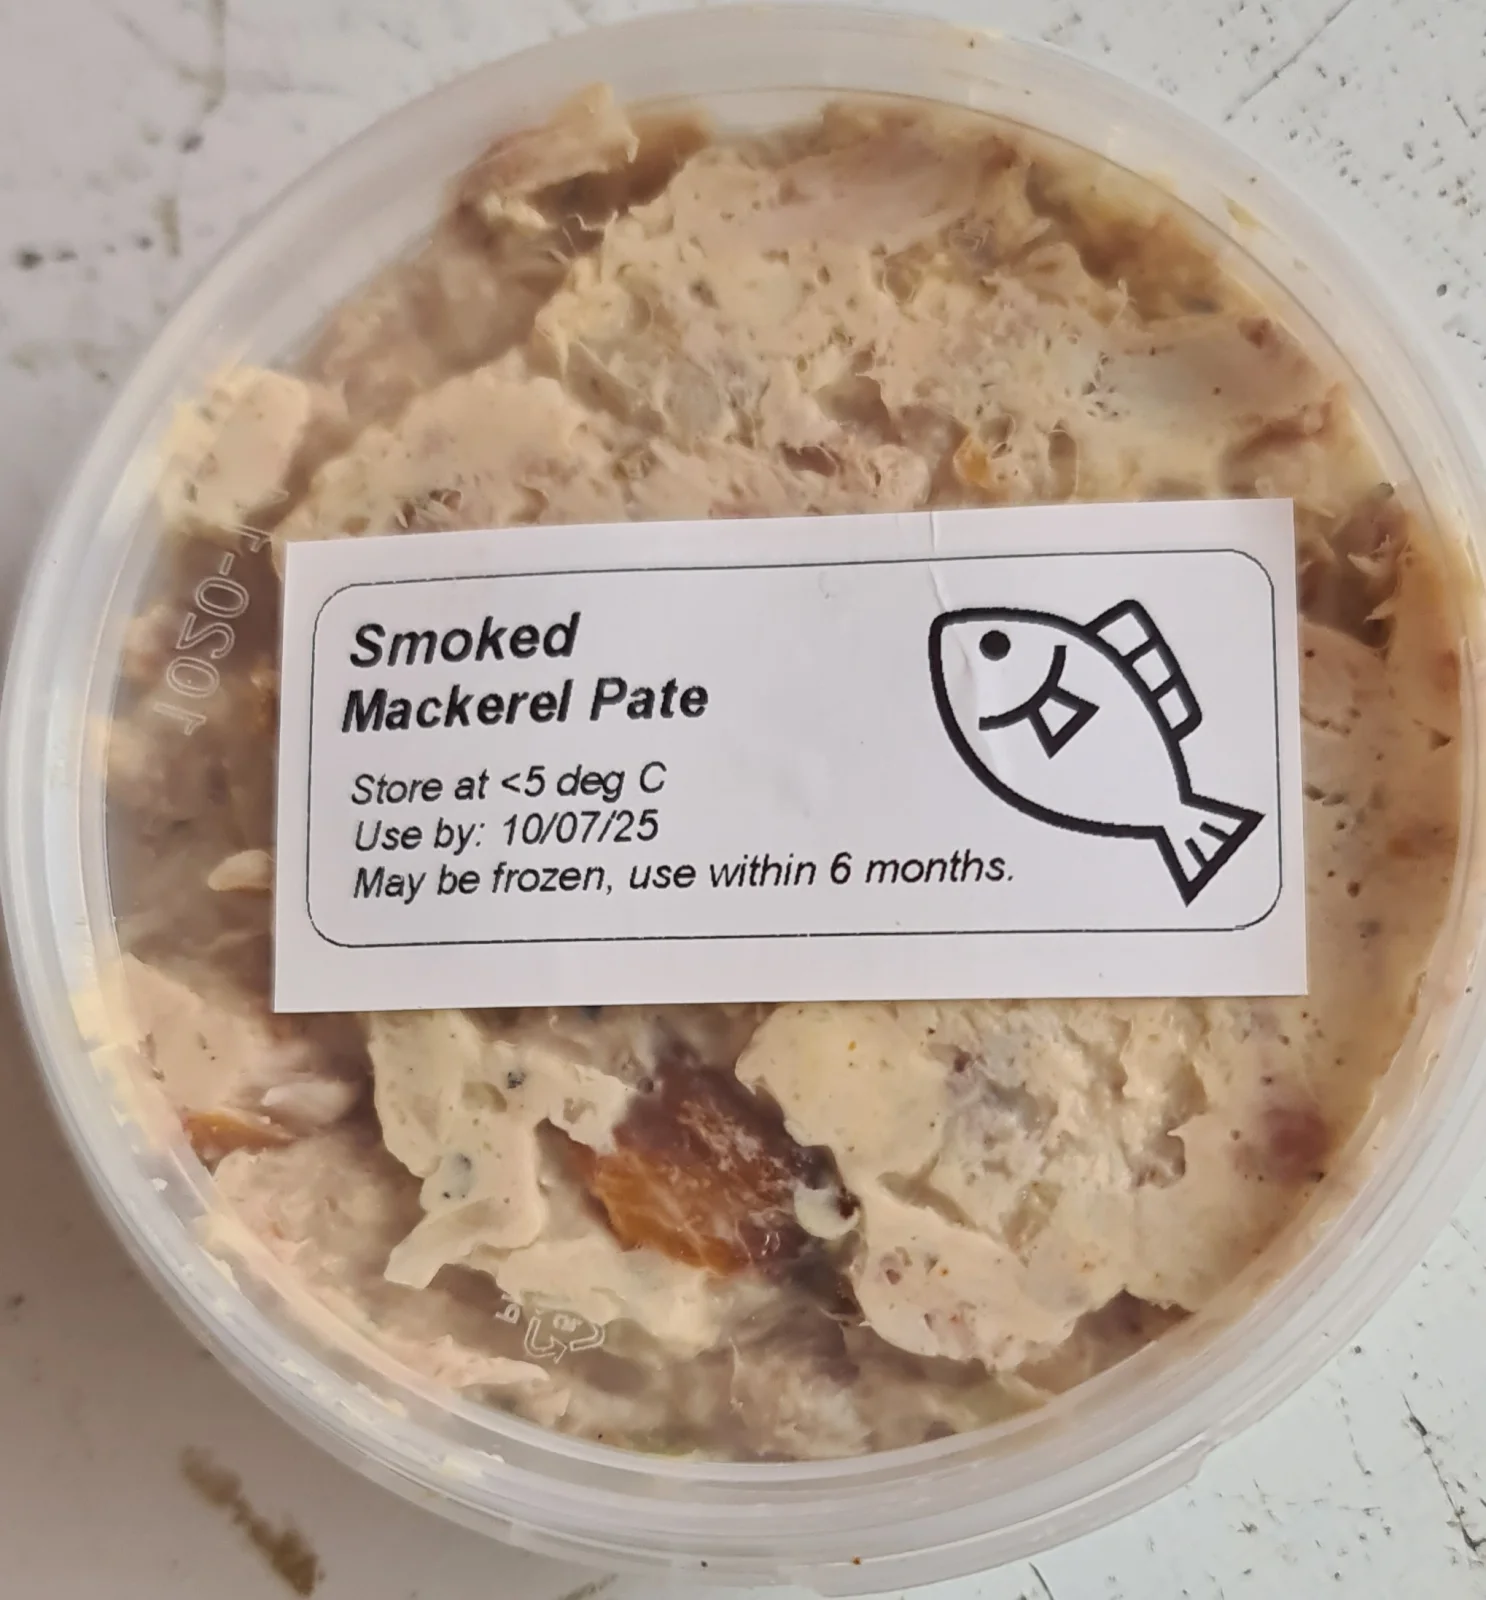 Smoked
Mackerel Pate
Store at <5 deg C
Use by: 10/07/25
May be frozen, use within 6 months.